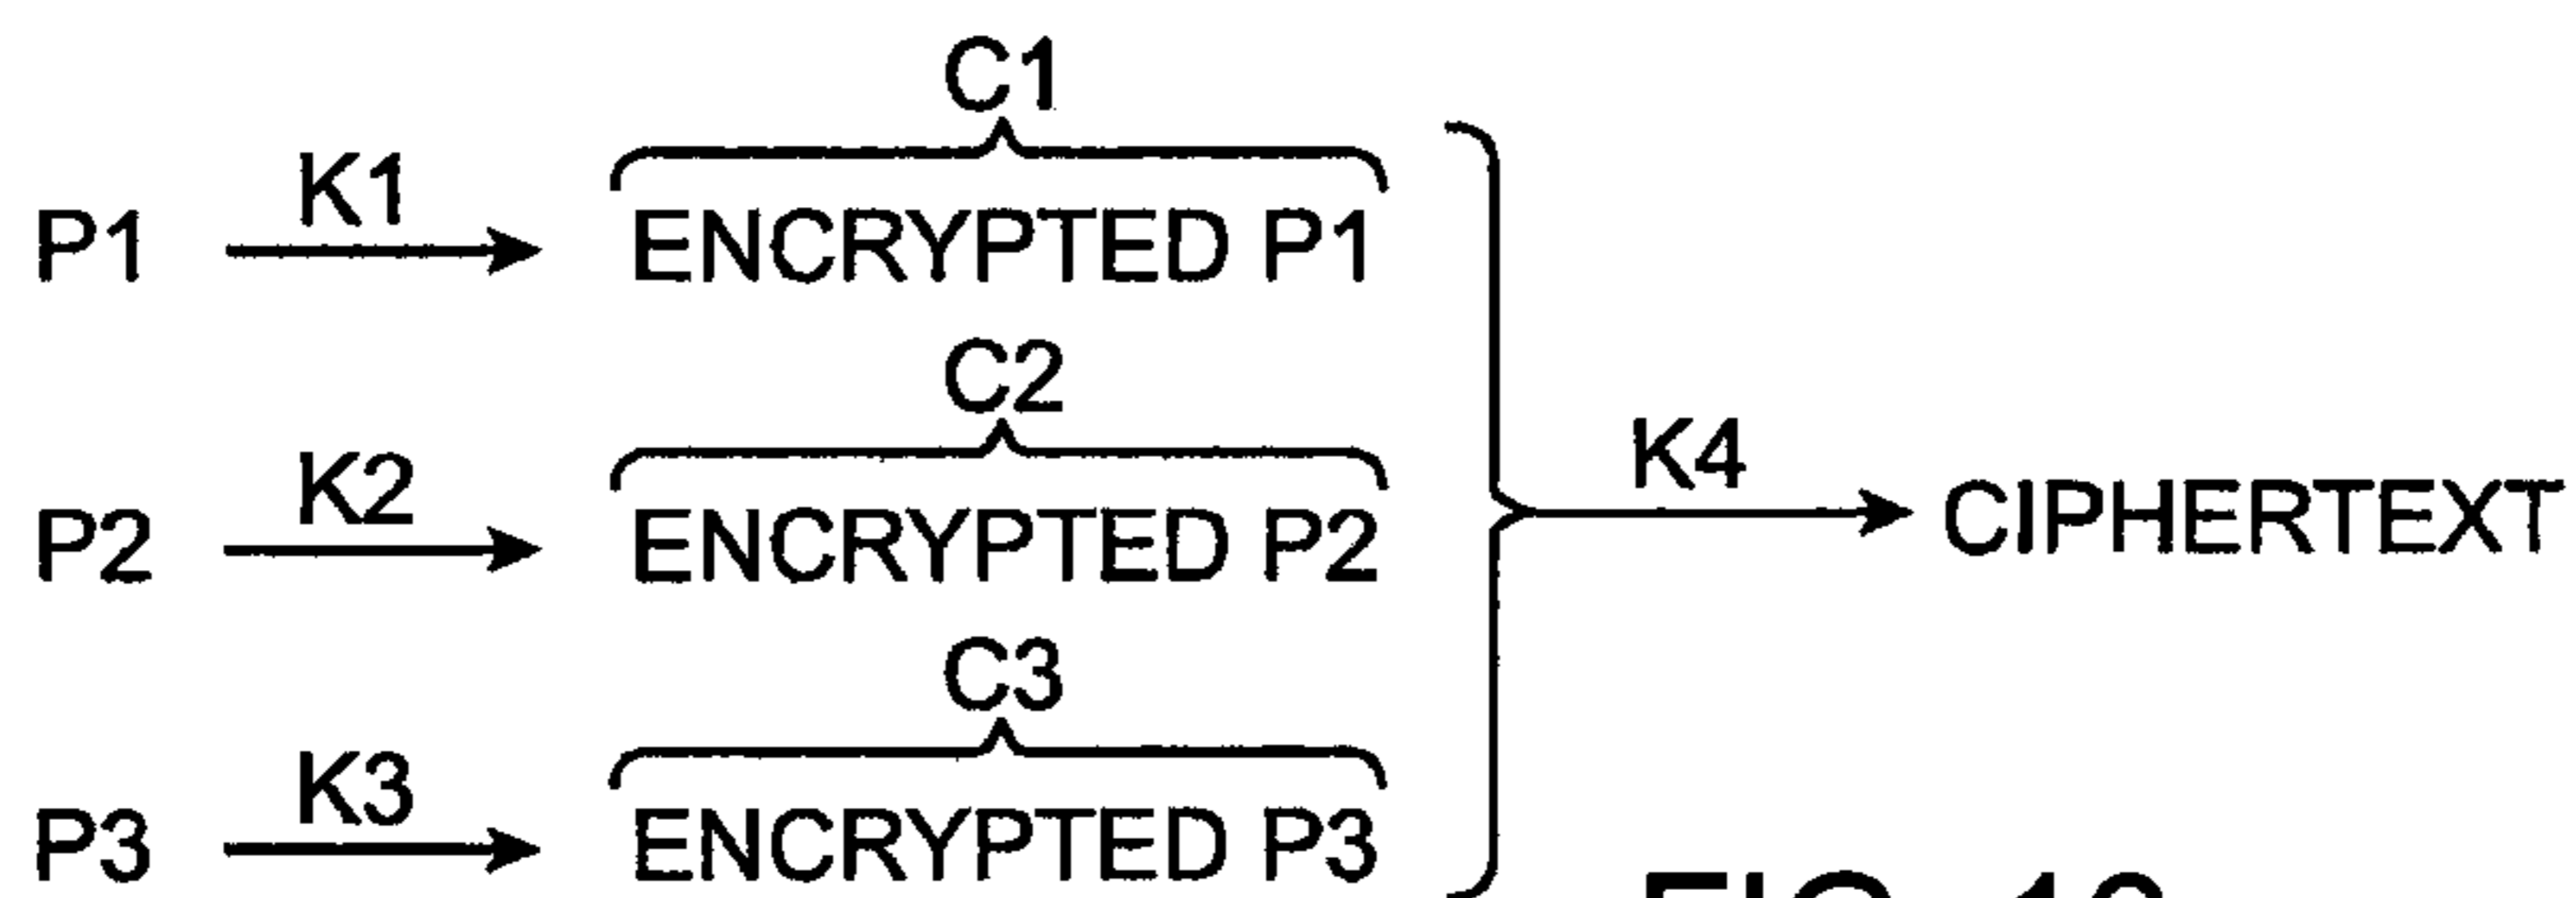 C1
P1 K1 ENCRYPTED P1
C2
P2 K2 ENCRYPTED P2
K4 CIPHERTEXT
C3
P3 K3 ENCRYPTED P3